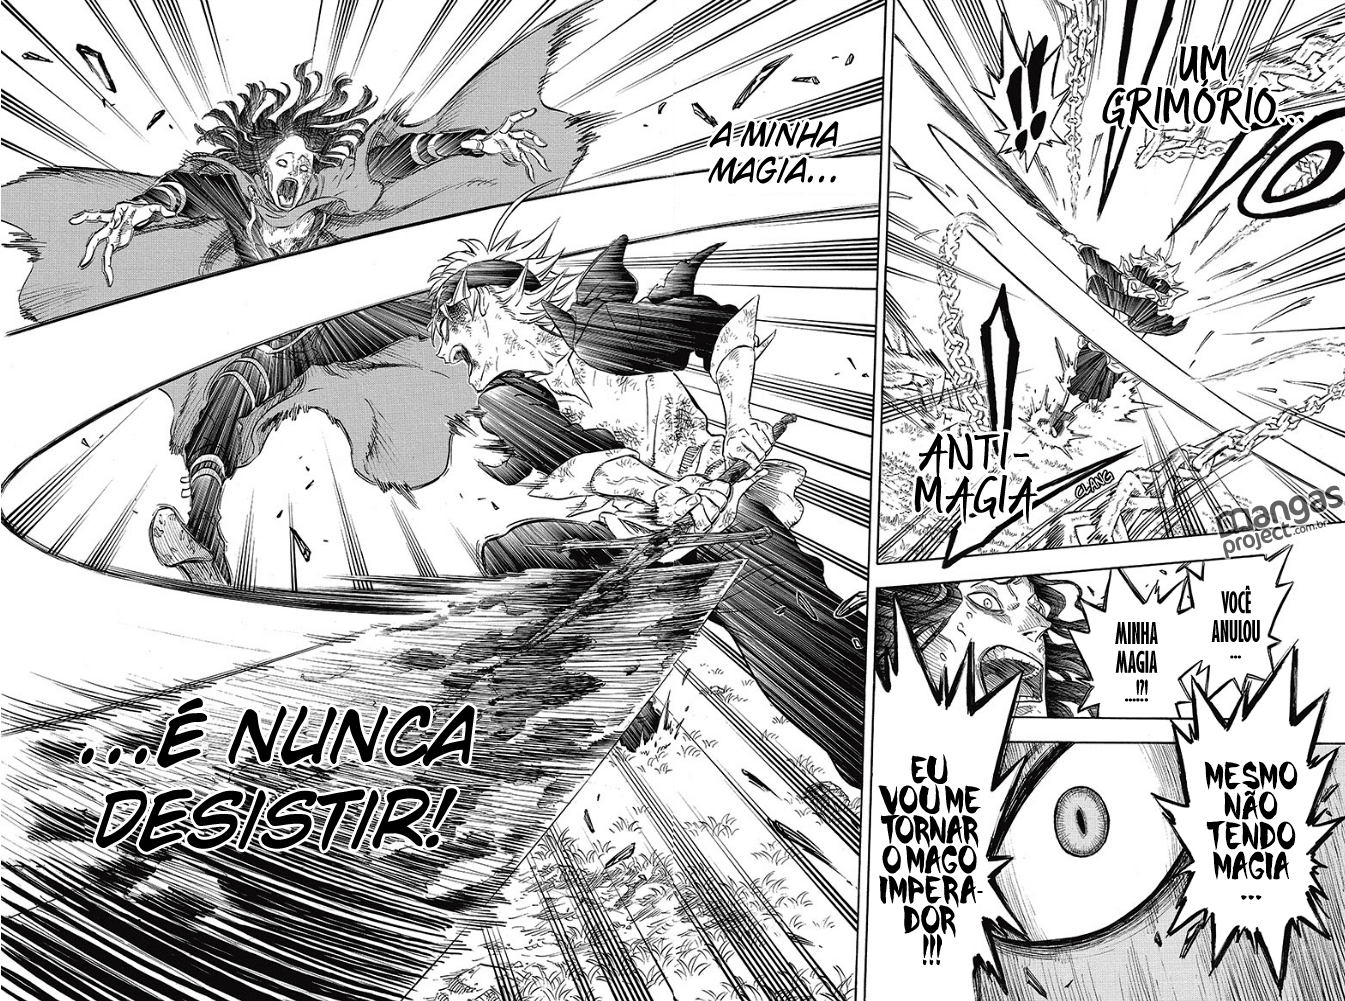 UM
GRIMÓRIO...
!!
ANTI-
MAGIA
CLANG
mangas
project.com.br
VOCÊ
ANULOU
...
MINHA
MAGIA
......!?!
MESMO
NÃO
TENDO
MAGIA
...
EU
VOU ME
TORNAR
O MAGO
IMPERA-
DOR
!!!
A MINHA
MAGIA...
...É NUNCA
DESISTIR!